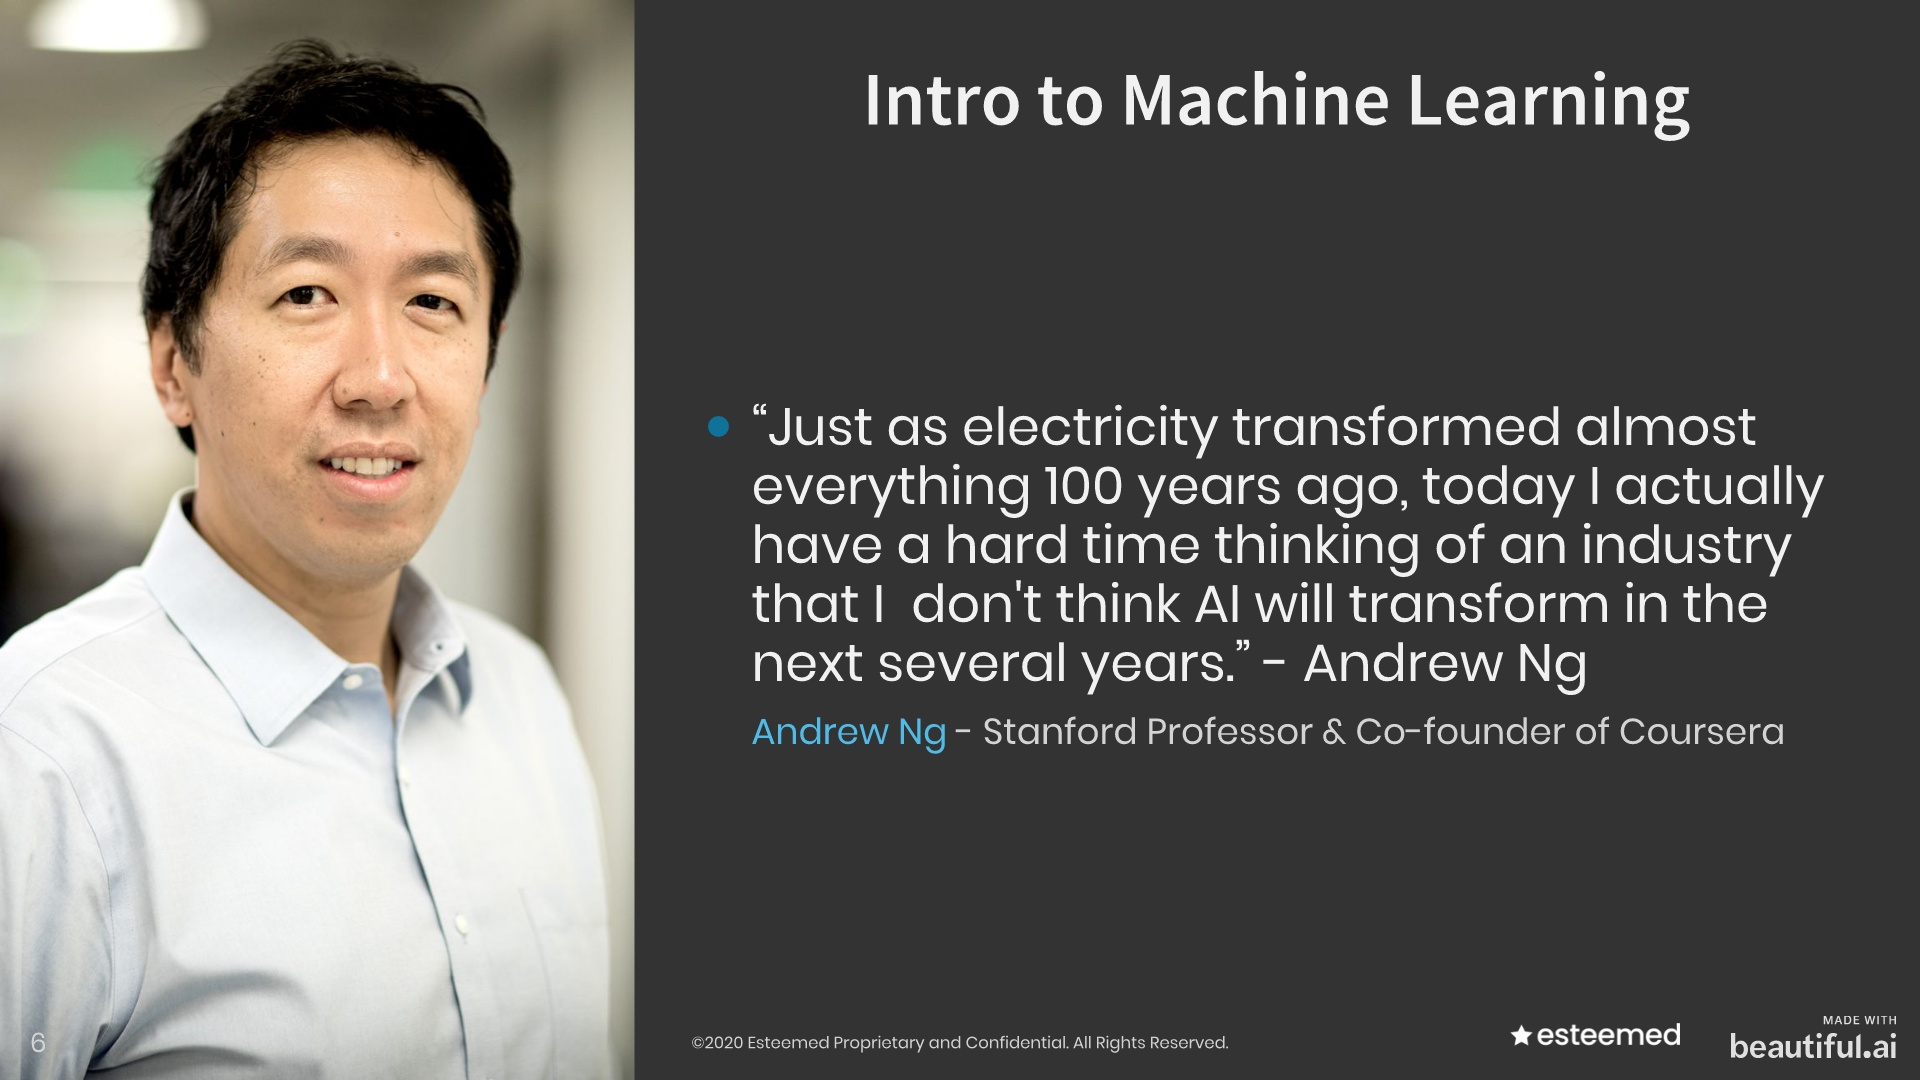 Intro to Machine Learning
“Just as electricity transformed almost
everything 100 years ago, today I actually
have a hard time thinking of an industry
that I  don't think AI will transform in the
next several years.” - Andrew Ng
Andrew Ng - Stanford Professor & Co-founder of Coursera
6
©2020 Esteemed Proprietary and Confidential. All Rights Reserved.
esteemed
MADE WITH
beautiful.ai